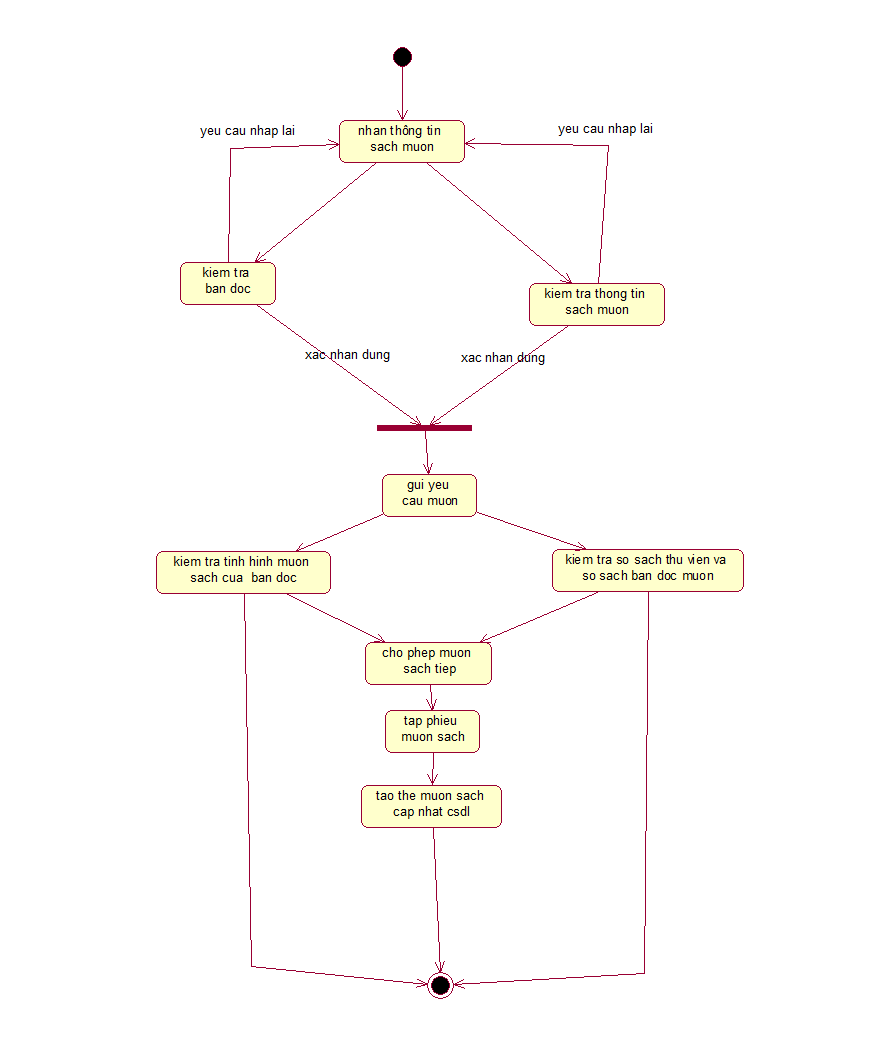 yeu cau nhap lai
yeu cau nhap lai
nhan thông tin
sach muon
kiem tra
ban doc
kiem tra thong tin
sach muon
xac nhan dung
xac nhan dung
gui yeu
cau muon
kiem tra tinh hinh muon
sach cua ban doc
kiem tra so sach thu vien va
so sach ban doc muon
cho phep muon
sach tiep
tap phieu
muon sach
tao the muon sach
cap nhat csdl